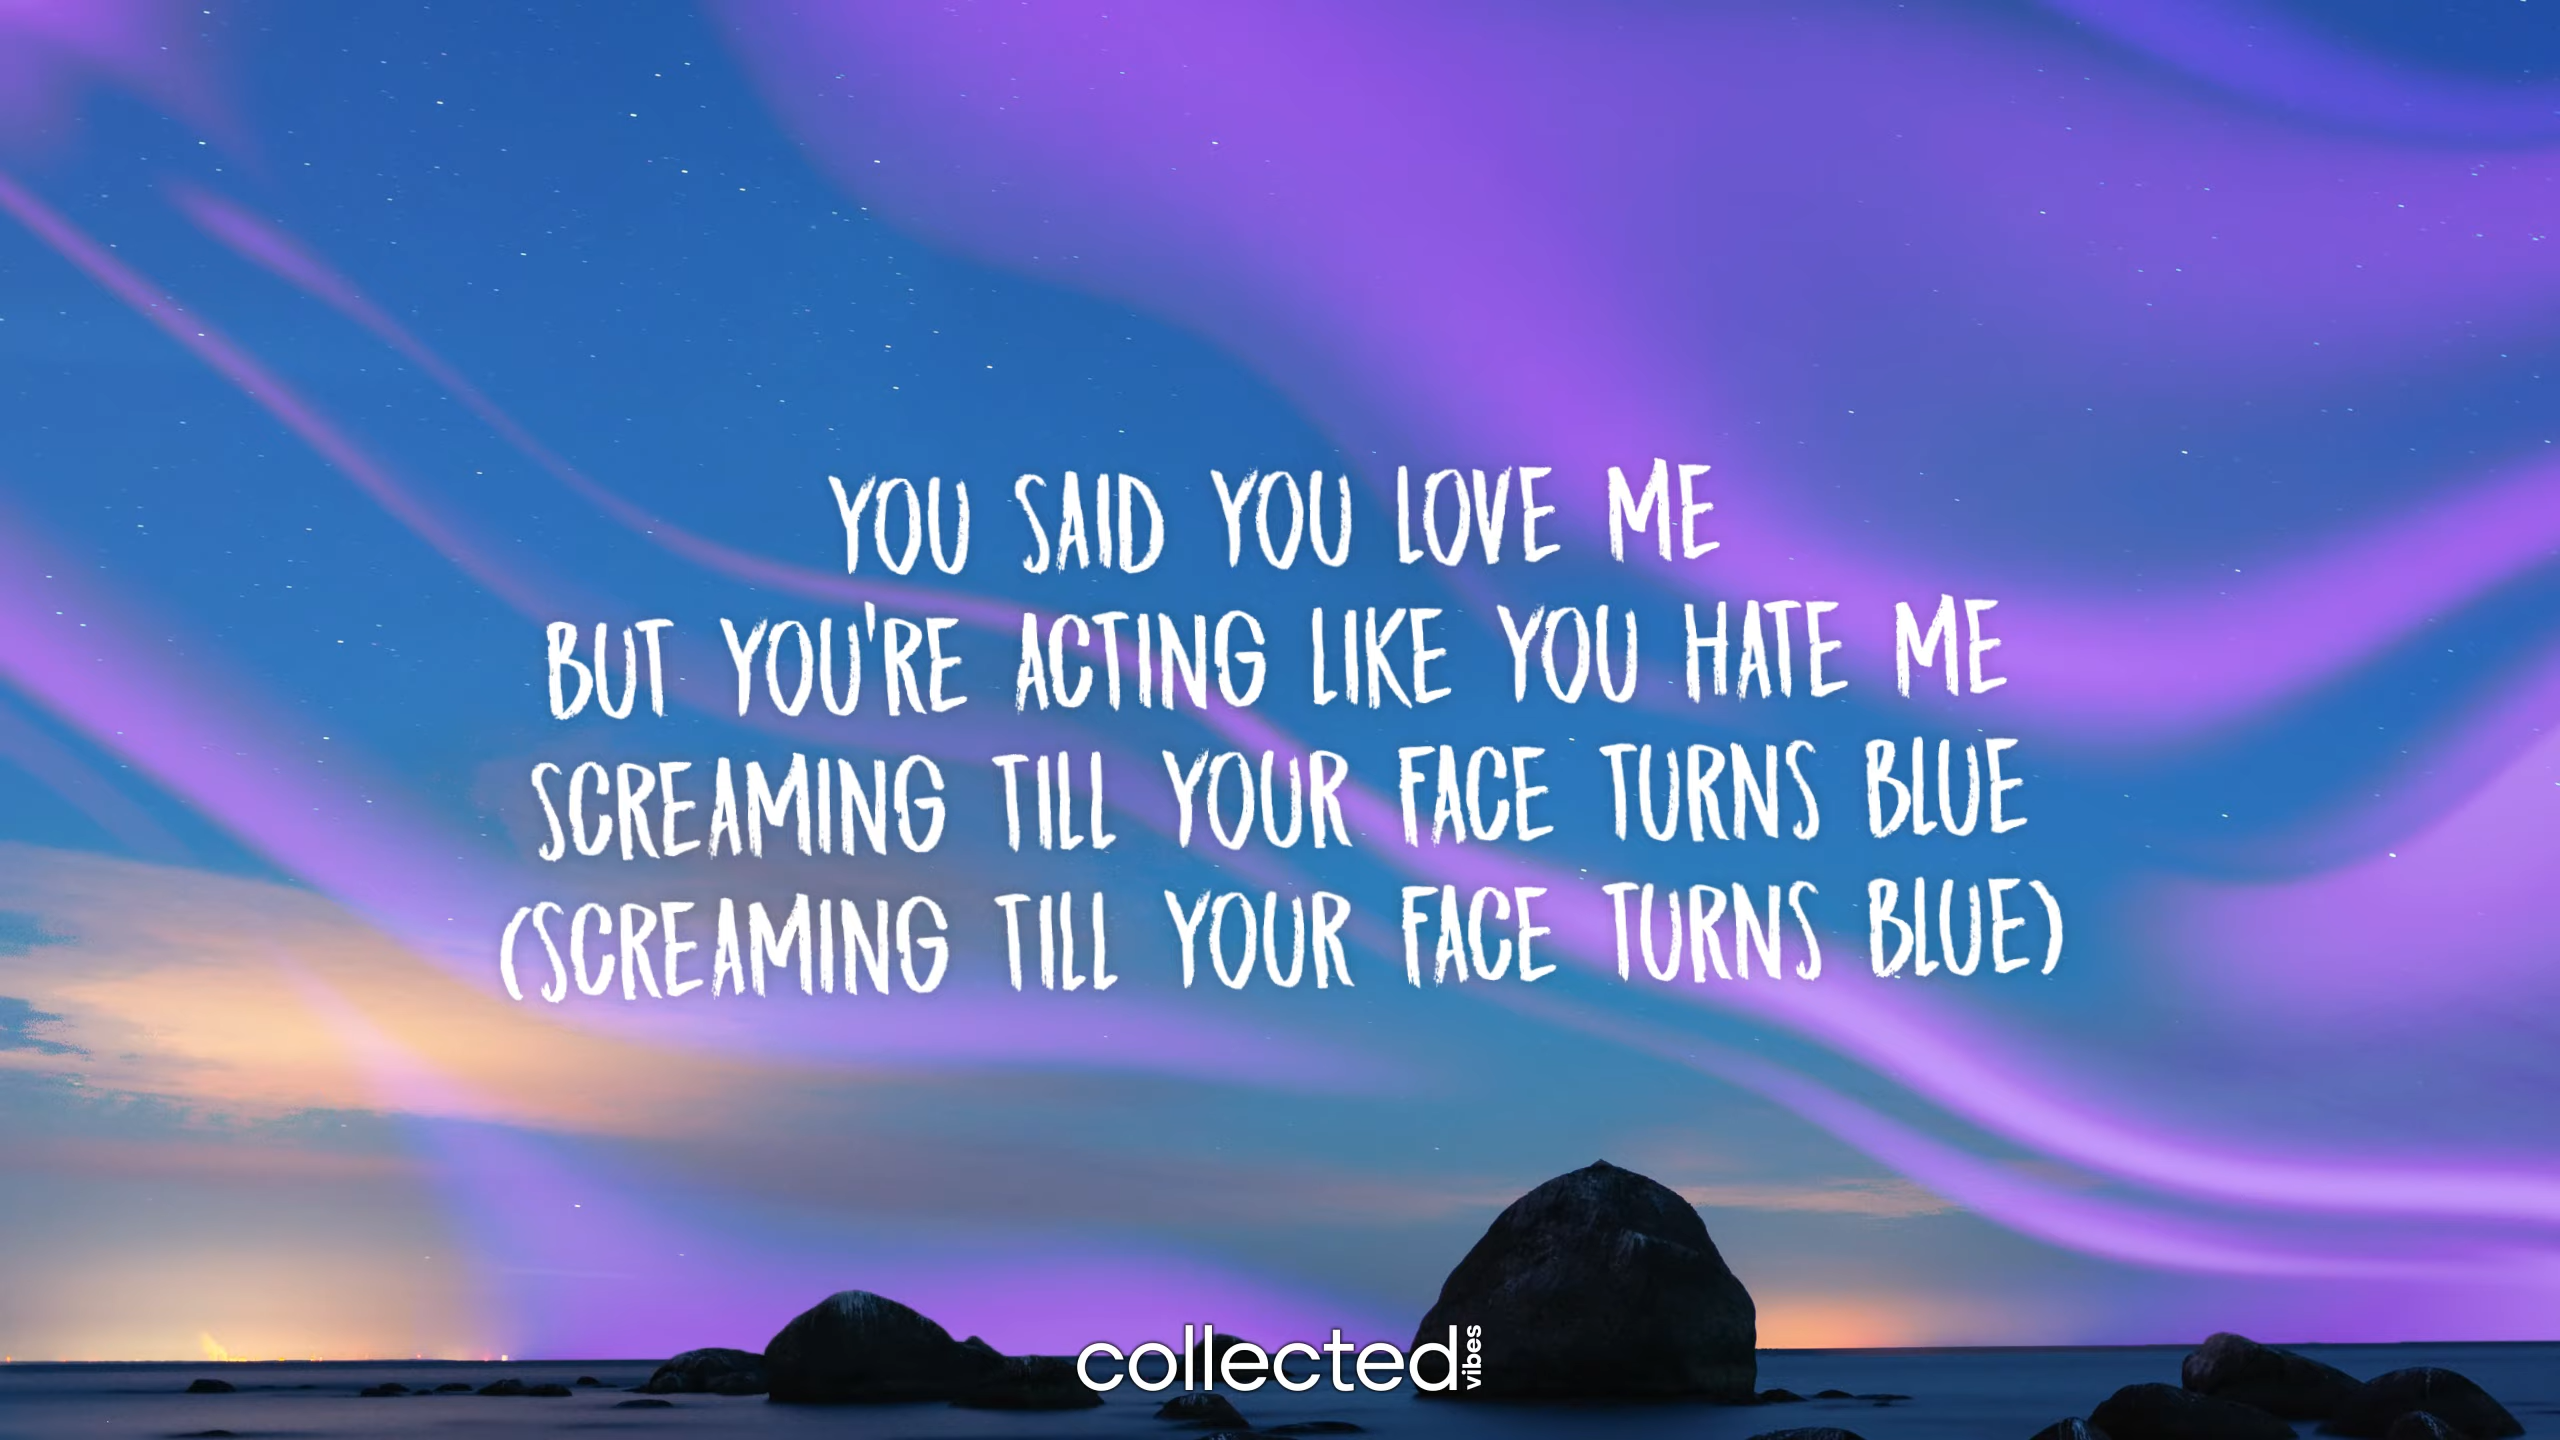 YOU SAID YOU LOVE ME
BUT YOU'RE ACTING LIKE YOU HATE ME
SCREAMING TILL YOUR FACE TURNS BLUE
(SCREAMING TILL YOUR FACE TURNS BLUE)
collected vibes